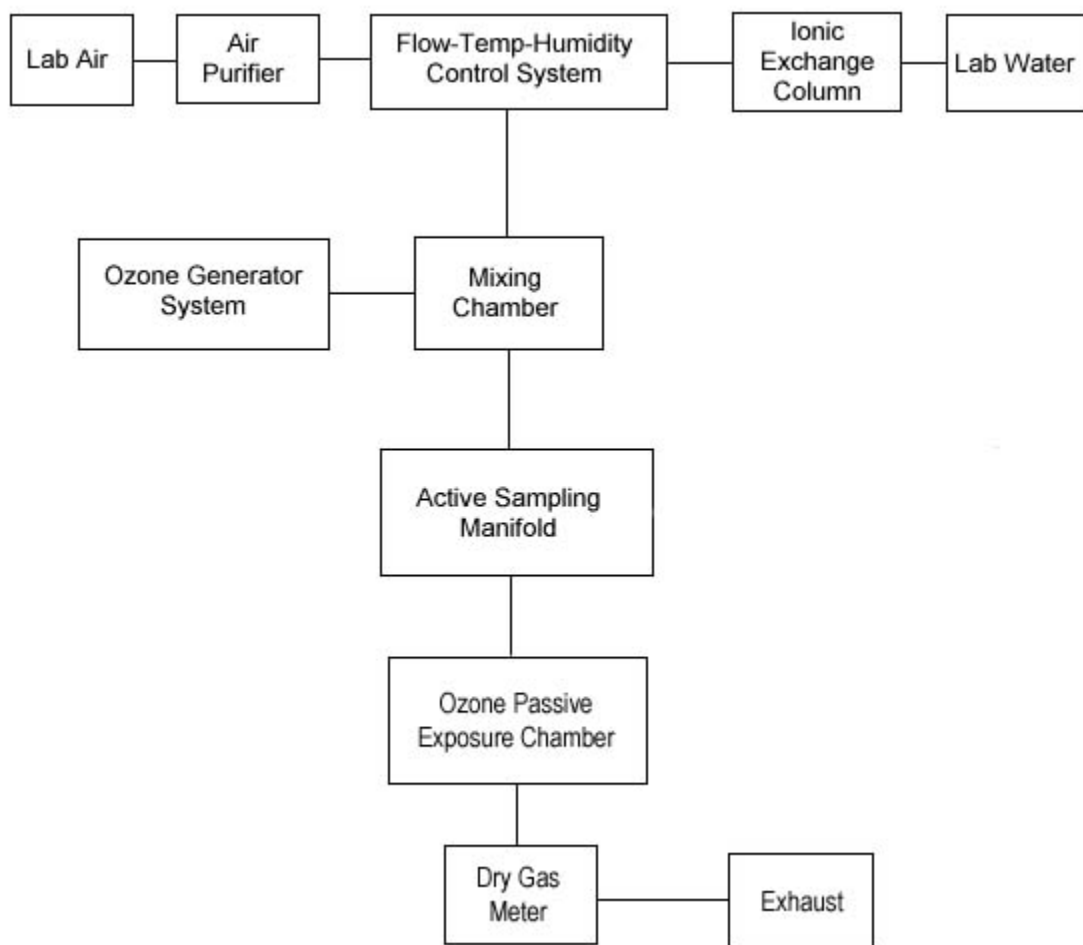 Lab Air
Air
Purifier
Flow-Temp-Humidity
Control System
Ionic
Exchange
Column
Lab Water
Ozone Generator
System
Mixing
Chamber
Active Sampling
Manifold
Ozone Passive
Exposure Chamber
Dry Gas
Meter
Exhaust